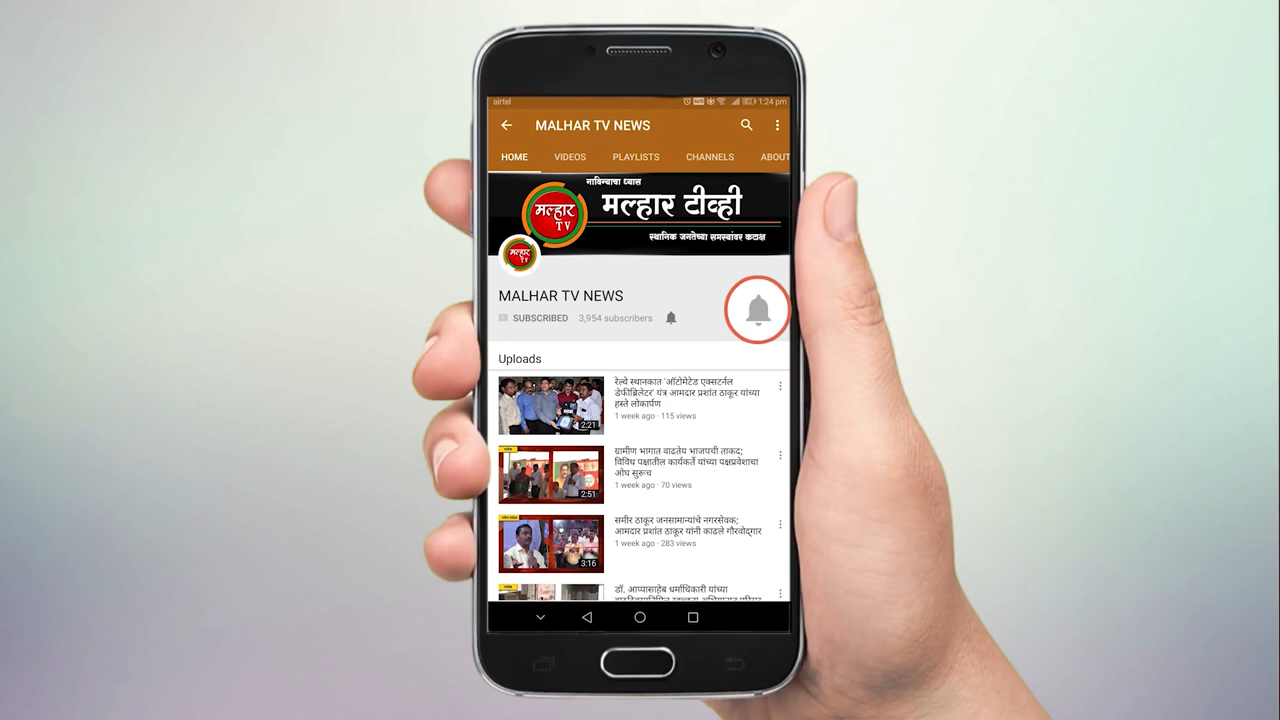 airtel 1:24 pm
MALHAR TV NEWS
HOME VIDEOS PLAYLISTS CHANNELS ABOUT
नाविन्याचा ध्यास
मल्हार टीव्ही
स्थानिक जनतेच्या समस्यांवर कटाक्ष
मल्हार
TV
मल्हार
TV
MALHAR TV NEWS
SUBSCRIBED 3,954 subscribers
Uploads
रेल्वे स्थानकात 'ऑटोमेटेड एक्सटर्नल
डेफीब्रिलेटर' यंत्र आमदार प्रशांत ठाकूर यांच्या
हस्ते लोकार्पण
1 week ago · 115 views
2:21
ग्रामीण भागात वाढतेय भाजपची ताकद;
विविध पक्षातील कार्यकर्ते यांच्या पक्षप्रवेशाचा
ओघ सुरूच
1 week ago · 70 views
2:51
समीर ठाकूर जनसामान्यांचे नगरसेवक;
आमदार प्रशांत ठाकूर यांनी काढले गौरवोद्गार
1 week ago · 283 views
3:16
डॉ. आप्पासाहेब धर्माधिकारी यांच्या